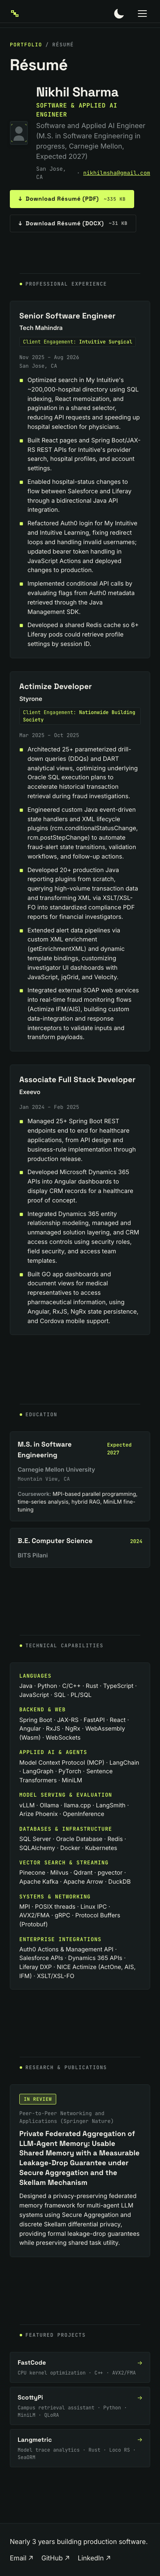 PORTFOLIO / RÉSUMÉ
Résumé
Nikhil Sharma
SOFTWARE & APPLIED AI
ENGINEER
Software and Applied AI Engineer
(M.S. in Software Engineering in
progress, Carnegie Mellon,
Expected 2027)
San Jose,
CA
· nikhilesha@gmail.com
↓ Download Résumé (PDF) ~335 KB
↓ Download Résumé (DOCX) ~31 KB
PROFESSIONAL EXPERIENCE
Senior Software Engineer
Tech Mahindra
Client Engagement: Intuitive Surgical
Nov 2025 – Aug 2026
San Jose, CA
Optimized search in My Intuitive's
~200,000-hospital directory using SQL
indexing, React memoization, and
pagination in a shared selector,
reducing API requests and speeding up
hospital selection for physicians.
Built React pages and Spring Boot/JAX-
RS REST APIs for Intuitive's provider
search, hospital profiles, and account
settings.
Enabled hospital-status changes to
flow between Salesforce and Liferay
through a bidirectional Java API
integration.
Refactored Auth0 login for My Intuitive
and Intuitive Learning, fixing redirect
loops and handling invalid usernames;
updated header token handling in
JavaScript Actions and deployed
changes to production.
Implemented conditional API calls by
evaluating flags from Auth0 metadata
retrieved through the Java
Management SDK.
Developed a shared Redis cache so 6+
Liferay pods could retrieve profile
settings by session ID.
Actimize Developer
Styrone
Client Engagement: Nationwide Building
Society
Mar 2025 – Oct 2025
Architected 25+ parameterized drill-
down queries (DDQs) and DART
analytical views, optimizing underlying
Oracle SQL execution plans to
accelerate historical transaction
retrieval during fraud investigations.
Engineered custom Java event-driven
state handlers and XML lifecycle
plugins (rcm.conditionalStatusChange,
rcm.postStepChange) to automate
fraud-alert state transitions, validation
workflows, and follow-up actions.
Developed 20+ production Java
reporting plugins from scratch,
querying high-volume relational data
and transforming XML via XSLT/XSL-
FO into standardized compliance PDF
reports for financial investigators.
Extended alert data pipelines via
custom XML enrichment
(getEnrichmentXML) and dynamic
template bindings, customizing
investigator UI dashboards with
JavaScript, jqGrid, and Velocity.
Integrated external SOAP web services
into real-time fraud monitoring flows
(Actimize IFM/AIS), building custom
data-mapping and response
interceptors to validate inputs and
transform payloads.
Associate Full Stack Developer
Exeevo
Jan 2024 – Feb 2025
Managed 25+ Spring Boot REST
endpoints end to end for healthcare
applications, from API design and
business-rule implementation through
production release.
Developed Microsoft Dynamics 365
APIs into Angular dashboards to
display CRM records for a healthcare
proof of concept.
Integrated Dynamics 365 entity
relationship modeling, managed and
unmanaged solution layering, and CRM
access controls using security roles,
field security, and access team
templates.
Built GO app dashboards and
document views for medical
representatives to access
pharmaceutical information, using
Angular, RxJS, NgRx state persistence,
and Cordova mobile support.
EDUCATION
M.S. in Software
Engineering
Expected
2027
Carnegie Mellon University
Mountain View, CA
Coursework: MPI-based parallel programming,
time-series analysis, hybrid RAG, MiniLM fine-
tuning
B.E. Computer Science
2024
BITS Pilani
TECHNICAL CAPABILITIES
LANGUAGES
Java · Python · C/C++ · Rust · TypeScript ·
JavaScript · SQL · PL/SQL
BACKEND & WEB
Spring Boot · JAX-RS · FastAPI · React ·
Angular · RxJS · NgRx · WebAssembly
(Wasm) · WebSockets
APPLIED AI & AGENTS
Model Context Protocol (MCP) · LangChain
· LangGraph · PyTorch · Sentence
Transformers · MiniLM
MODEL SERVING & EVALUATION
vLLM · Ollama · llama.cpp · LangSmith ·
Arize Phoenix · OpenInference
DATABASES & INFRASTRUCTURE
SQL Server · Oracle Database · Redis ·
SQLAlchemy · Docker · Kubernetes
VECTOR SEARCH & STREAMING
Pinecone · Milvus · Qdrant · pgvector ·
Apache Kafka · Apache Arrow · DuckDB
SYSTEMS & NETWORKING
MPI · POSIX threads · Linux IPC ·
AVX2/FMA · gRPC · Protocol Buffers
(Protobuf)
ENTERPRISE INTEGRATIONS
Auth0 Actions & Management API ·
Salesforce APIs · Dynamics 365 APIs ·
Liferay DXP · NICE Actimize (ActOne, AIS,
IFM) · XSLT/XSL-FO
RESEARCH & PUBLICATIONS
IN REVIEW
Peer-to-Peer Networking and
Applications (Springer Nature)
Private Federated Aggregation of
LLM-Agent Memory: Usable
Shared Memory with a Measurable
Leakage-Drop Guarantee under
Secure Aggregation and the
Skellam Mechanism
Designed a privacy-preserving federated
memory framework for multi-agent LLM
systems using Secure Aggregation and
discrete Skellam differential privacy,
providing formal leakage-drop guarantees
while preserving shared task utility.
FEATURED PROJECTS
FastCode →
CPU kernel optimization · C++ · AVX2/FMA
ScottyPi →
Campus retrieval assistant · Python ·
MiniLM · QLoRA
Langmetric →
Model trace analytics · Rust · Loco RS ·
SeaORM
Nearly 3 years building production software.
Email ↗ GitHub ↗ LinkedIn ↗